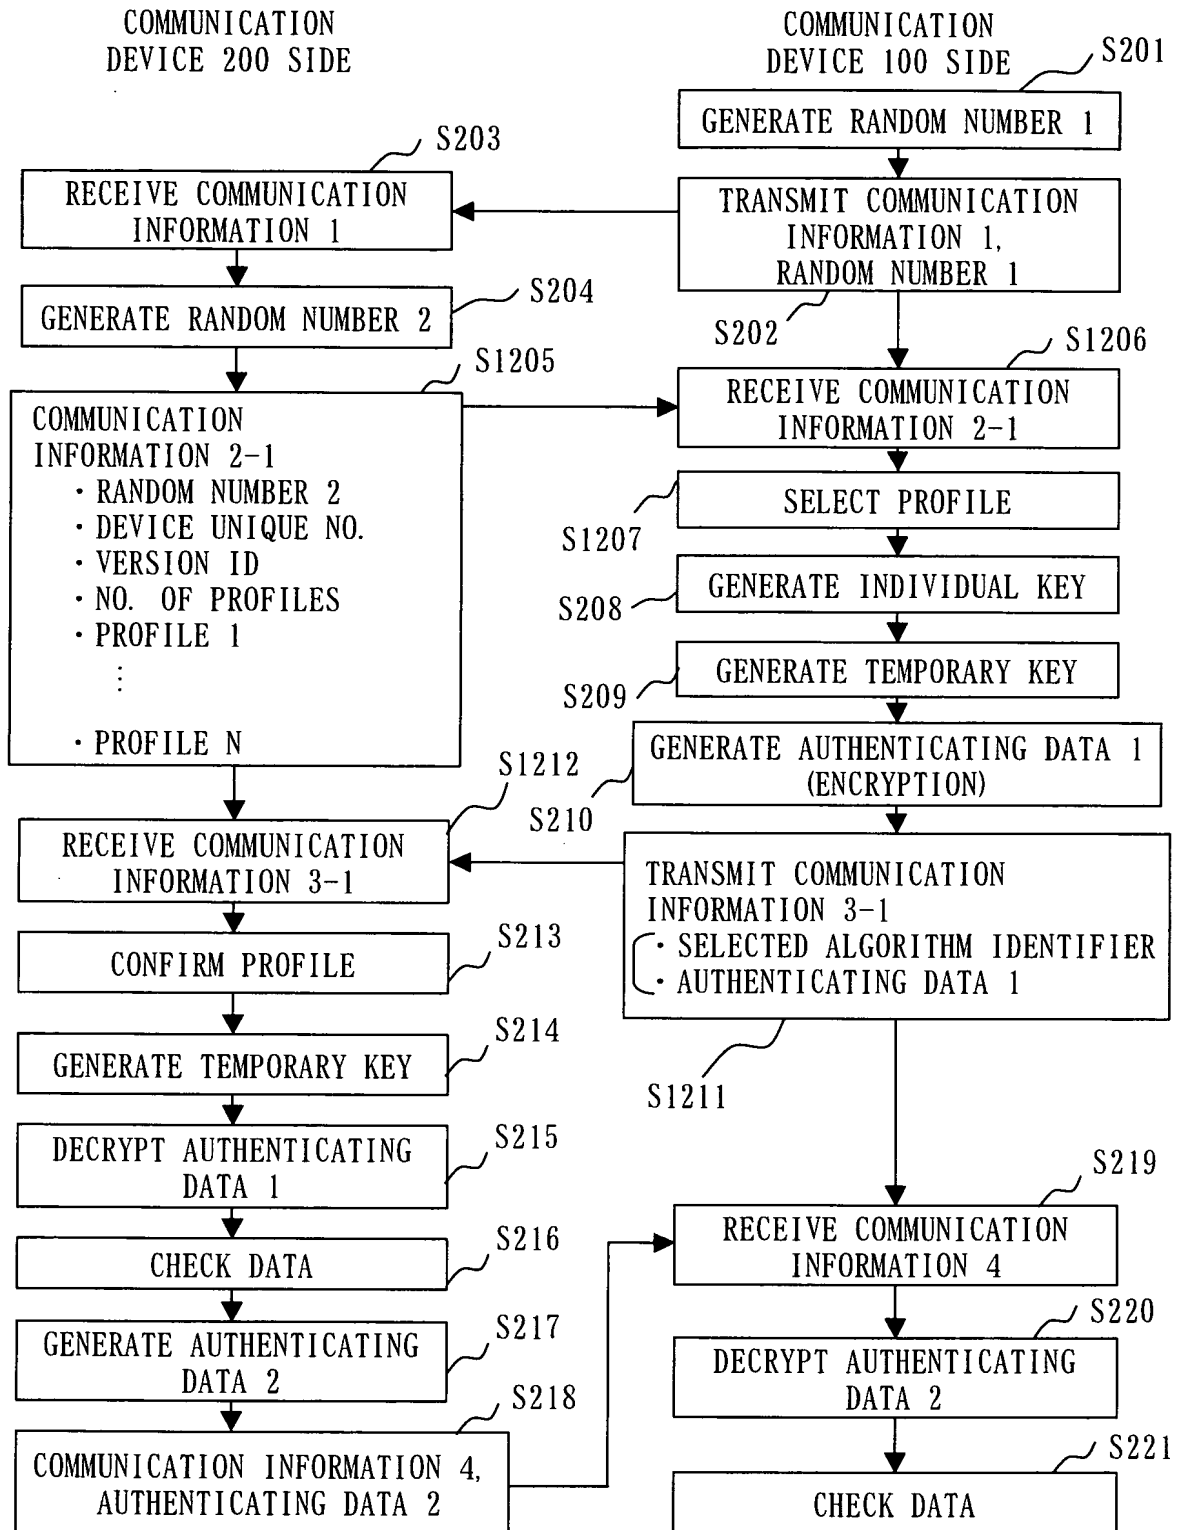 COMMUNICATION
DEVICE 200 SIDE
COMMUNICATION
DEVICE 100 SIDE
S201
GENERATE RANDOM NUMBER 1
S203
RECEIVE COMMUNICATION
INFORMATION 1
TRANSMIT COMMUNICATION
INFORMATION 1,
RANDOM NUMBER 1
S204
GENERATE RANDOM NUMBER 2
S202
S1205
S1206
COMMUNICATION
INFORMATION 2-1
・RANDOM NUMBER 2
・DEVICE UNIQUE NO.
・VERSION ID
・NO. OF PROFILES
・PROFILE 1
⋮
・PROFILE N
RECEIVE COMMUNICATION
INFORMATION 2-1
SELECT PROFILE
S1207
GENERATE INDIVIDUAL KEY
S208
GENERATE TEMPORARY KEY
S209
GENERATE AUTHENTICATING DATA 1
(ENCRYPTION)
S210
S1212
RECEIVE COMMUNICATION
INFORMATION 3-1
TRANSMIT COMMUNICATION
INFORMATION 3-1
・SELECTED ALGORITHM IDENTIFIER
・AUTHENTICATING DATA 1
S1211
S213
CONFIRM PROFILE
S214
GENERATE TEMPORARY KEY
S215
DECRYPT AUTHENTICATING
DATA 1
S216
CHECK DATA
S217
GENERATE AUTHENTICATING
DATA 2
S218
COMMUNICATION INFORMATION 4,
AUTHENTICATING DATA 2
S219
RECEIVE COMMUNICATION
INFORMATION 4
S220
DECRYPT AUTHENTICATING
DATA 2
S221
CHECK DATA